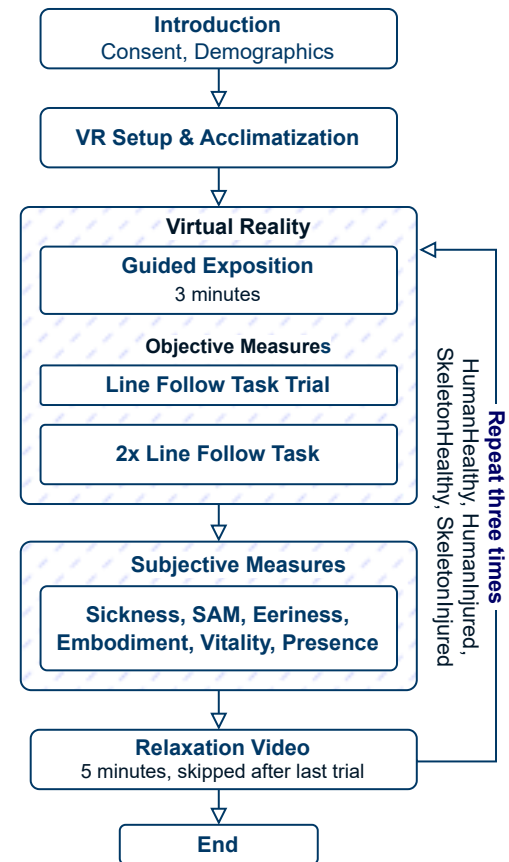 Introduction
Consent, Demographics
VR Setup & Acclimatization
Virtual Reality
Guided Exposition
3 minutes
Objective Measures
Line Follow Task Trial
2x Line Follow Task
Subjective Measures
Sickness, SAM, Eeriness,
Embodiment, Vitality, Presence
Relaxation Video
5 minutes, skipped after last trial
End
Repeat three times
HumanHealthy, HumanInjured,
SkeletonHealthy, SkeletonInjured